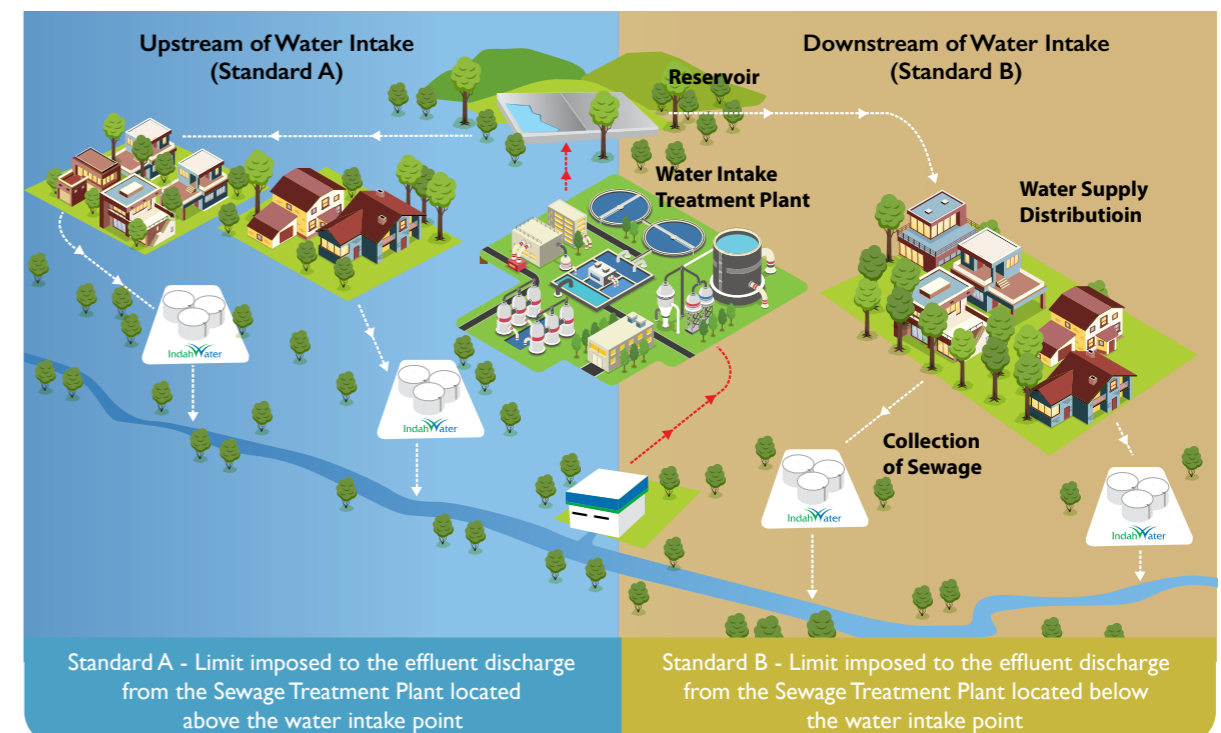 Upstream of Water Intake
(Standard A)
Downstream of Water Intake
(Standard B)
Reservoir
Water Intake
Treatment Plant
Water Supply
Distributioin
IndahWater
IndahWater
Collection
of Sewage
IndahWater
IndahWater
Standard A - Limit imposed to the effluent discharge
from the Sewage Treatment Plant located
above the water intake point
Standard B - Limit imposed to the effluent discharge
from the Sewage Treatment Plant located below
the water intake point